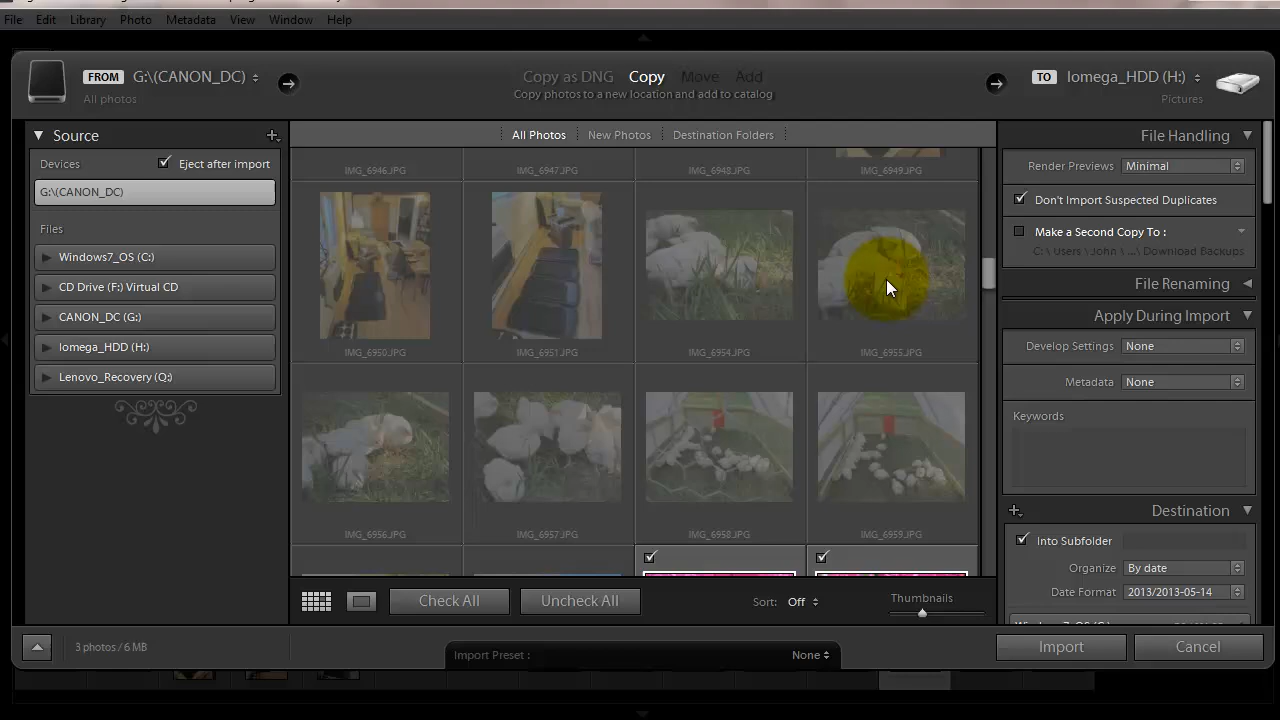 File Edit Library Photo Metadata View Window Help
FROM G:\(CANON_DC) Copy as DNG Copy Move Add TO Iomega_HDD (H:)
All photos Copy photos to a new location and add to catalog Pictures
Source
Devices Eject after import
G:\(CANON_DC)
Files
Windows7_OS (C:)
CD Drive (F:) Virtual CD
CANON_DC (G:)
Iomega_HDD (H:)
Lenovo_Recovery (Q:)
All Photos New Photos Destination Folders
IMG_6946.JPG IMG_6947.JPG IMG_6948.JPG IMG_6949.JPG
IMG_6950.JPG IMG_6951.JPG IMG_6954.JPG IMG_6955.JPG
IMG_6956.JPG IMG_6957.JPG IMG_6958.JPG IMG_6959.JPG
Check All Uncheck All Sort: Off Thumbnails
File Handling
Render Previews Minimal
Don't Import Suspected Duplicates
Make a Second Copy To :
C:\ Users \John \ ...\ Download Backups
File Renaming
Apply During Import
Develop Settings None
Metadata None
Keywords
Destination
Into Subfolder
Organize By date
Date Format 2013/2013-05-14
3 photos / 6 MB Import Preset : None Import Cancel